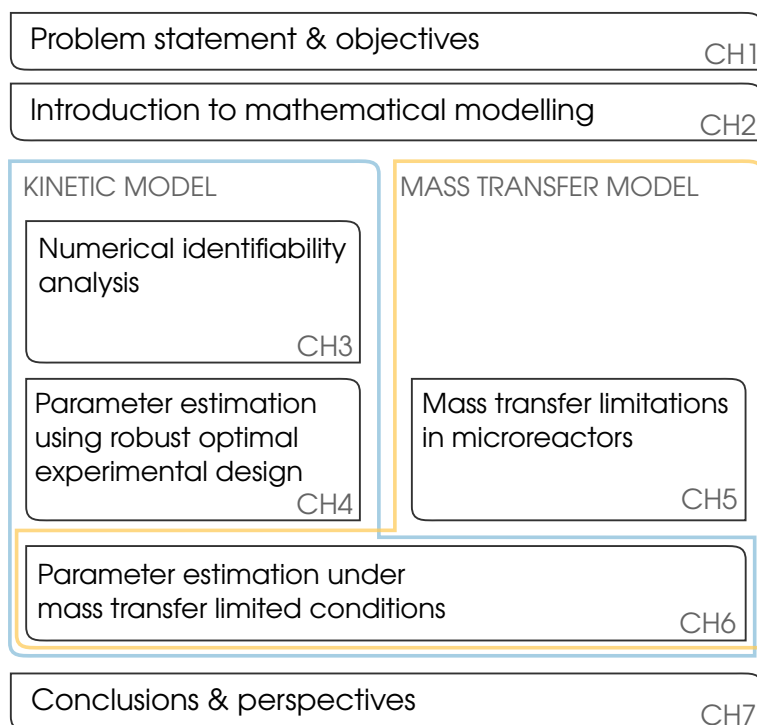 Problem statement & objectives
CH1
Introduction to mathematical modelling
CH2
KINETIC MODEL
MASS TRANSFER MODEL
Numerical identifiability
analysis
CH3
Parameter estimation
using robust optimal
experimental design
CH4
Mass transfer limitations
in microreactors
CH5
Parameter estimation under
mass transfer limited conditions
CH6
Conclusions & perspectives
CH7